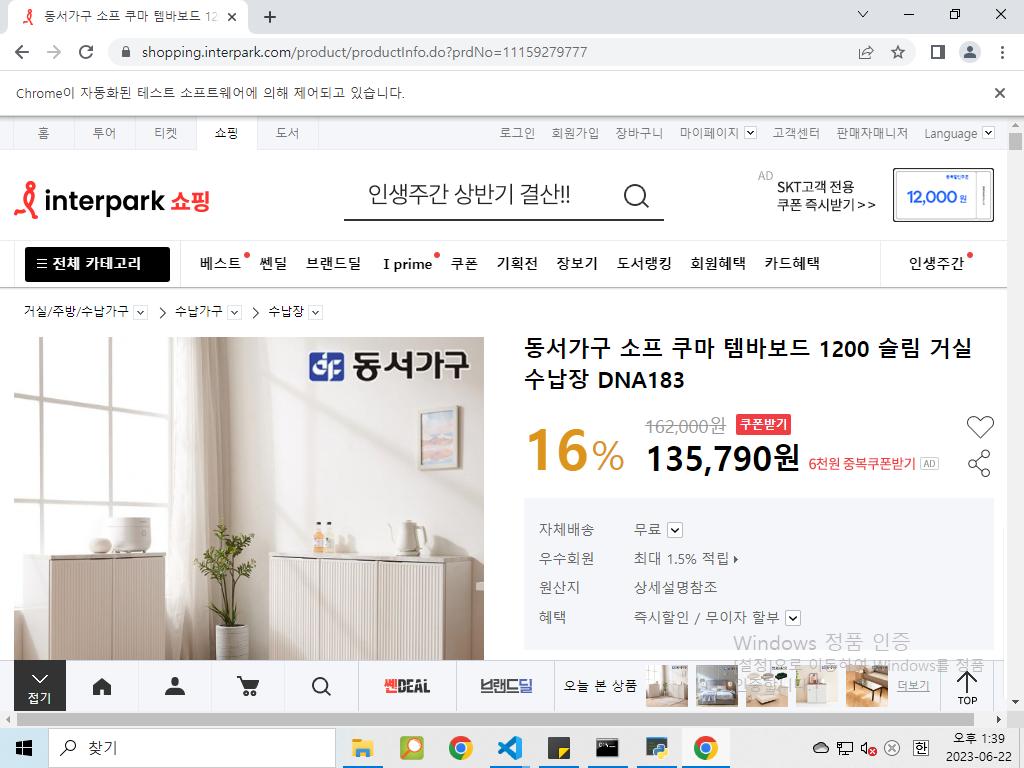 동서가구 소프 쿠마 템바보드 12
shopping.interpark.com/product/productInfo.do?prdNo=11159279777
Chrome이 자동화된 테스트 소프트웨어에 의해 제어되고 있습니다.
홈 투어 티켓 쇼핑 도서 로그인 회원가입 장바구니 마이페이지 고객센터 판매자매니저 Language
interpark 쇼핑
인생주간 상반기 결산!!
AD SKT고객 전용
쿠폰 즉시받기>>
12,000원
전체 카테고리 베스트 쎈딜 브랜드딜 I prime 쿠폰 기획전 장보기 도서랭킹 회원혜택 카드혜택 인생주간
거실/주방/수납가구 수납가구 수납장
동서가구
동서가구 소프 쿠마 템바보드 1200 슬림 거실
수납장 DNA183
16% 162,000원 쿠폰받기
135,790원 6천원 중복쿠폰받기 AD
자체배송 무료
우수회원 최대 1.5% 적립
원산지 상세설명참조
혜택 즉시할인 / 무이자 할부
Windows 정품 인증
[설정]으로 이동하여 Windows를 정품
인증합니다.
접기 쎈DEAL 브랜드딜 오늘 본 상품 더보기 TOP
찾기
한
오후 1:39
2023-06-22